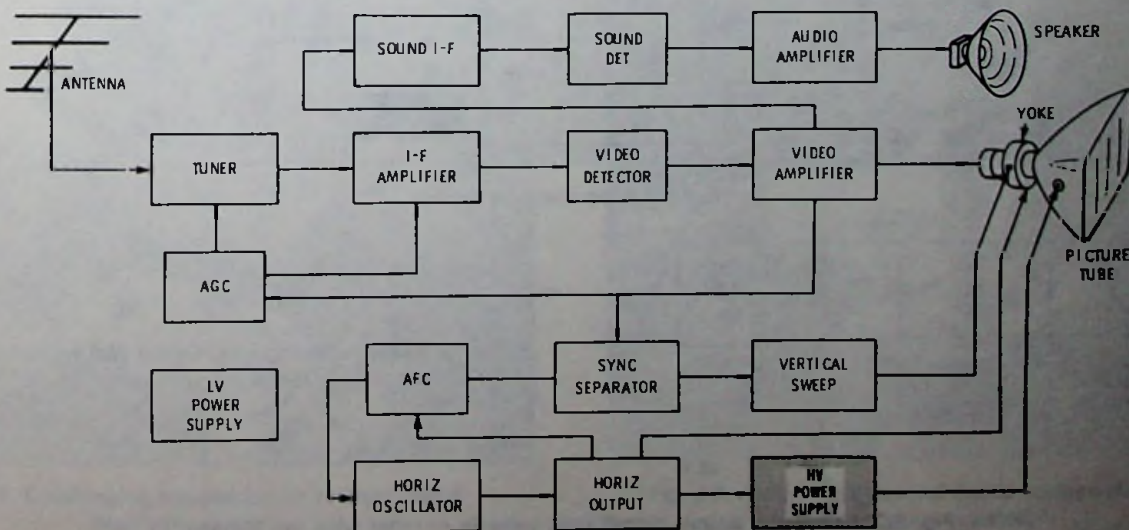 ANTENNA
SOUND I-F
SOUND
DET
AUDIO
AMPLIFIER
SPEAKER
YOKE
TUNER
I-F
AMPLIFIER
VIDEO
DETECTOR
VIDEO
AMPLIFIER
PICTURE
TUBE
AGC
LV
POWER
SUPPLY
AFC
SYNC
SEPARATOR
VERTICAL
SWEEP
HORIZ
OSCILLATOR
HORIZ
OUTPUT
HV
POWER
SUPPLY